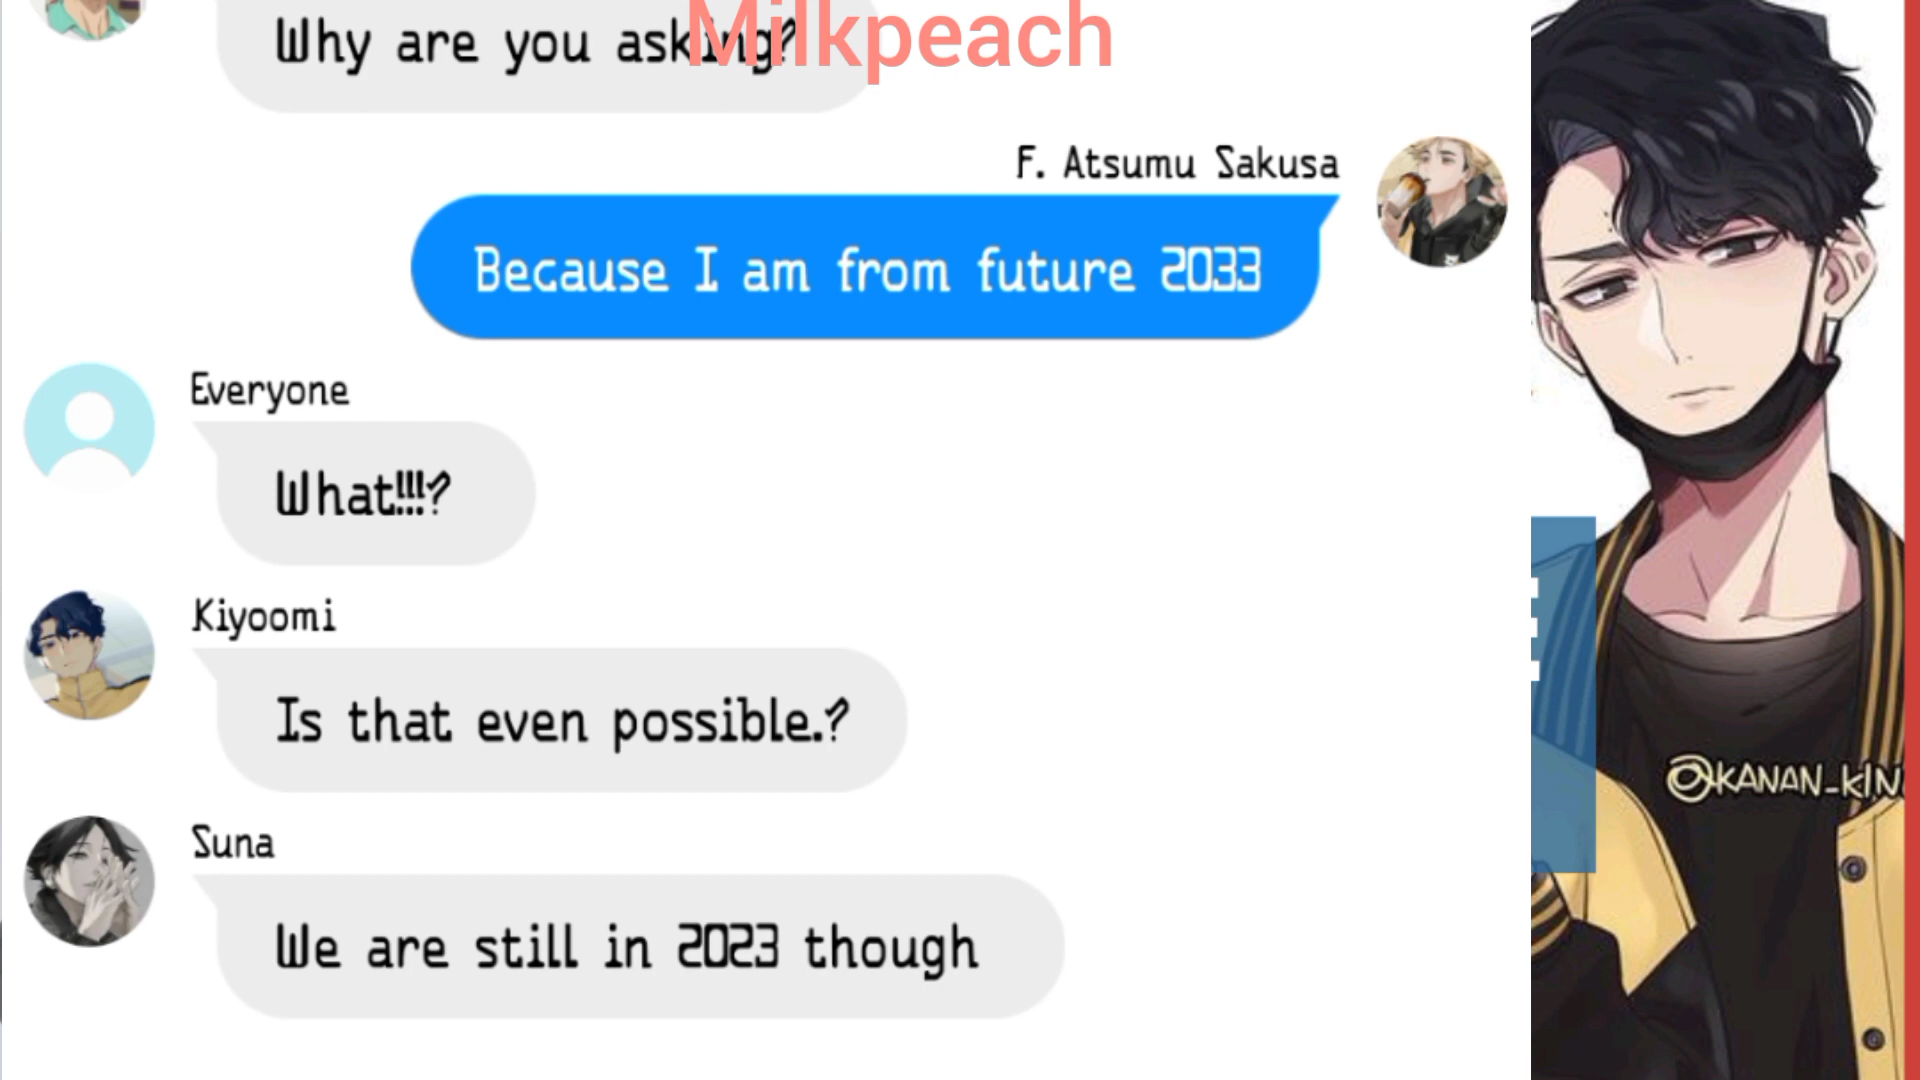 Milkpeach
Why are you asking?
F. Atsumu Sakusa
Because I am from future 2033
Everyone
What!!!?
Kiyoomi
Is that even possible.?
Suna
We are still in 2023 though
@KANAN_KIN